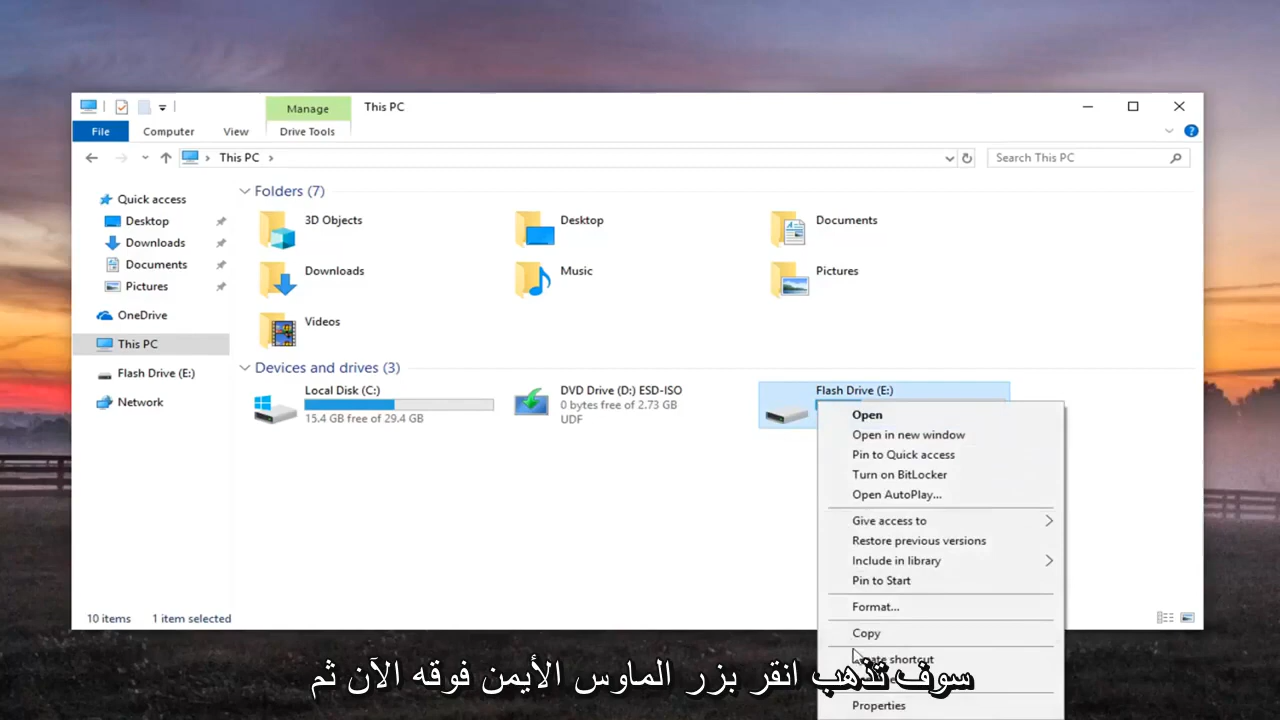 Manage
This PC
File
Computer
View
Drive Tools
This PC
Search This PC
Quick access
Desktop
Downloads
Documents
Pictures
OneDrive
This PC
Flash Drive (E:)
Network
Folders (7)
3D Objects
Desktop
Documents
Downloads
Music
Pictures
Videos
Devices and drives (3)
Local Disk (C:)
15.4 GB free of 29.4 GB
DVD Drive (D:) ESD-ISO
0 bytes free of 2.73 GB
UDF
Flash Drive (E:)
Open
Open in new window
Pin to Quick access
Turn on BitLocker
Open AutoPlay...
Give access to
Restore previous versions
Include in library
Pin to Start
Format...
Copy
shortcut
Properties
10 items
1 item selected
سوف تذهب انقر بزر الماوس الأيمن فوقه الآن ثم